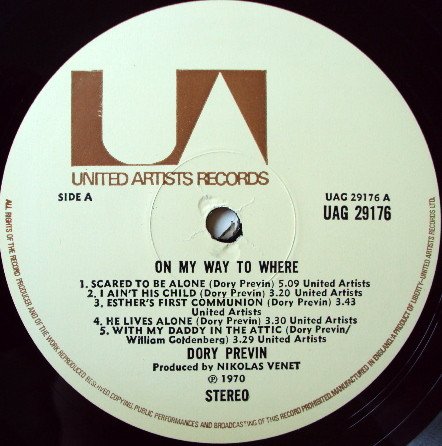 UA
UNITED ARTISTS RECORDS
SIDE A
UAG 29176 A
UAG 29176
ON MY WAY TO WHERE
1. SCARED TO BE ALONE (Dory Previn) 5.09 United Artists
2. I AIN'T HIS CHILD (Dory Previn) 3.20 United Artists
3. ESTHER'S FIRST COMMUNION (Dory Previn) 3.43
United Artists
4. HE LIVES ALONE (Dory Previn) 3.30 United Artists
5. WITH MY DADDY IN THE ATTIC (Dory Previn/
William Goldenberg) 3.29 United Artists
DORY PREVIN
Produced by NIKOLAS VENET
℗ 1970
STEREO
ALL RIGHTS OF THE RECORD PRODUCER AND OF THE WORK REPRODUCED RESERVED. COPYING, PUBLIC PERFORMANCES AND BROADCASTING OF THIS RECORD PROHIBITED. MANUFACTURED IN ENGLAND. A PRODUCT OF LIBERTY-UNITED ARTISTS RECORDS LTD.